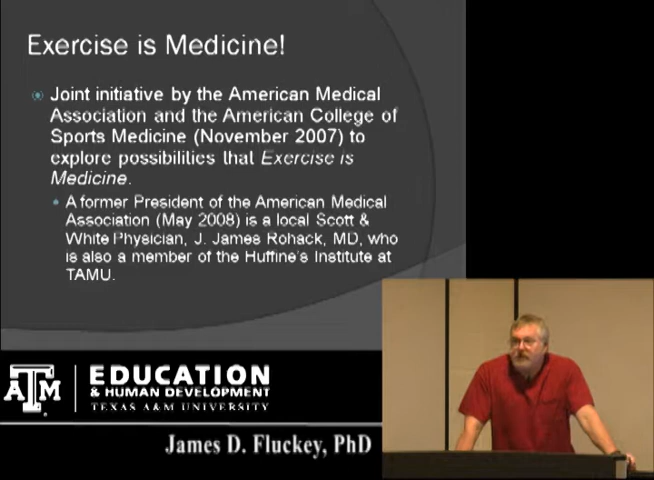 Exercise is Medicine!
Joint initiative by the American Medical
Association and the American College of
Sports Medicine (November 2007) to
explore possibilities that Exercise is
Medicine.
A former President of the American Medical
Association (May 2008) is a local Scott &
White Physician, J. James Rohack, MD, who
is also a member of the Huffine's Institute at
TAMU.
ATM
EDUCATION
& HUMAN DEVELOPMENT
TEXAS A&M UNIVERSITY
James D. Fluckey, PhD